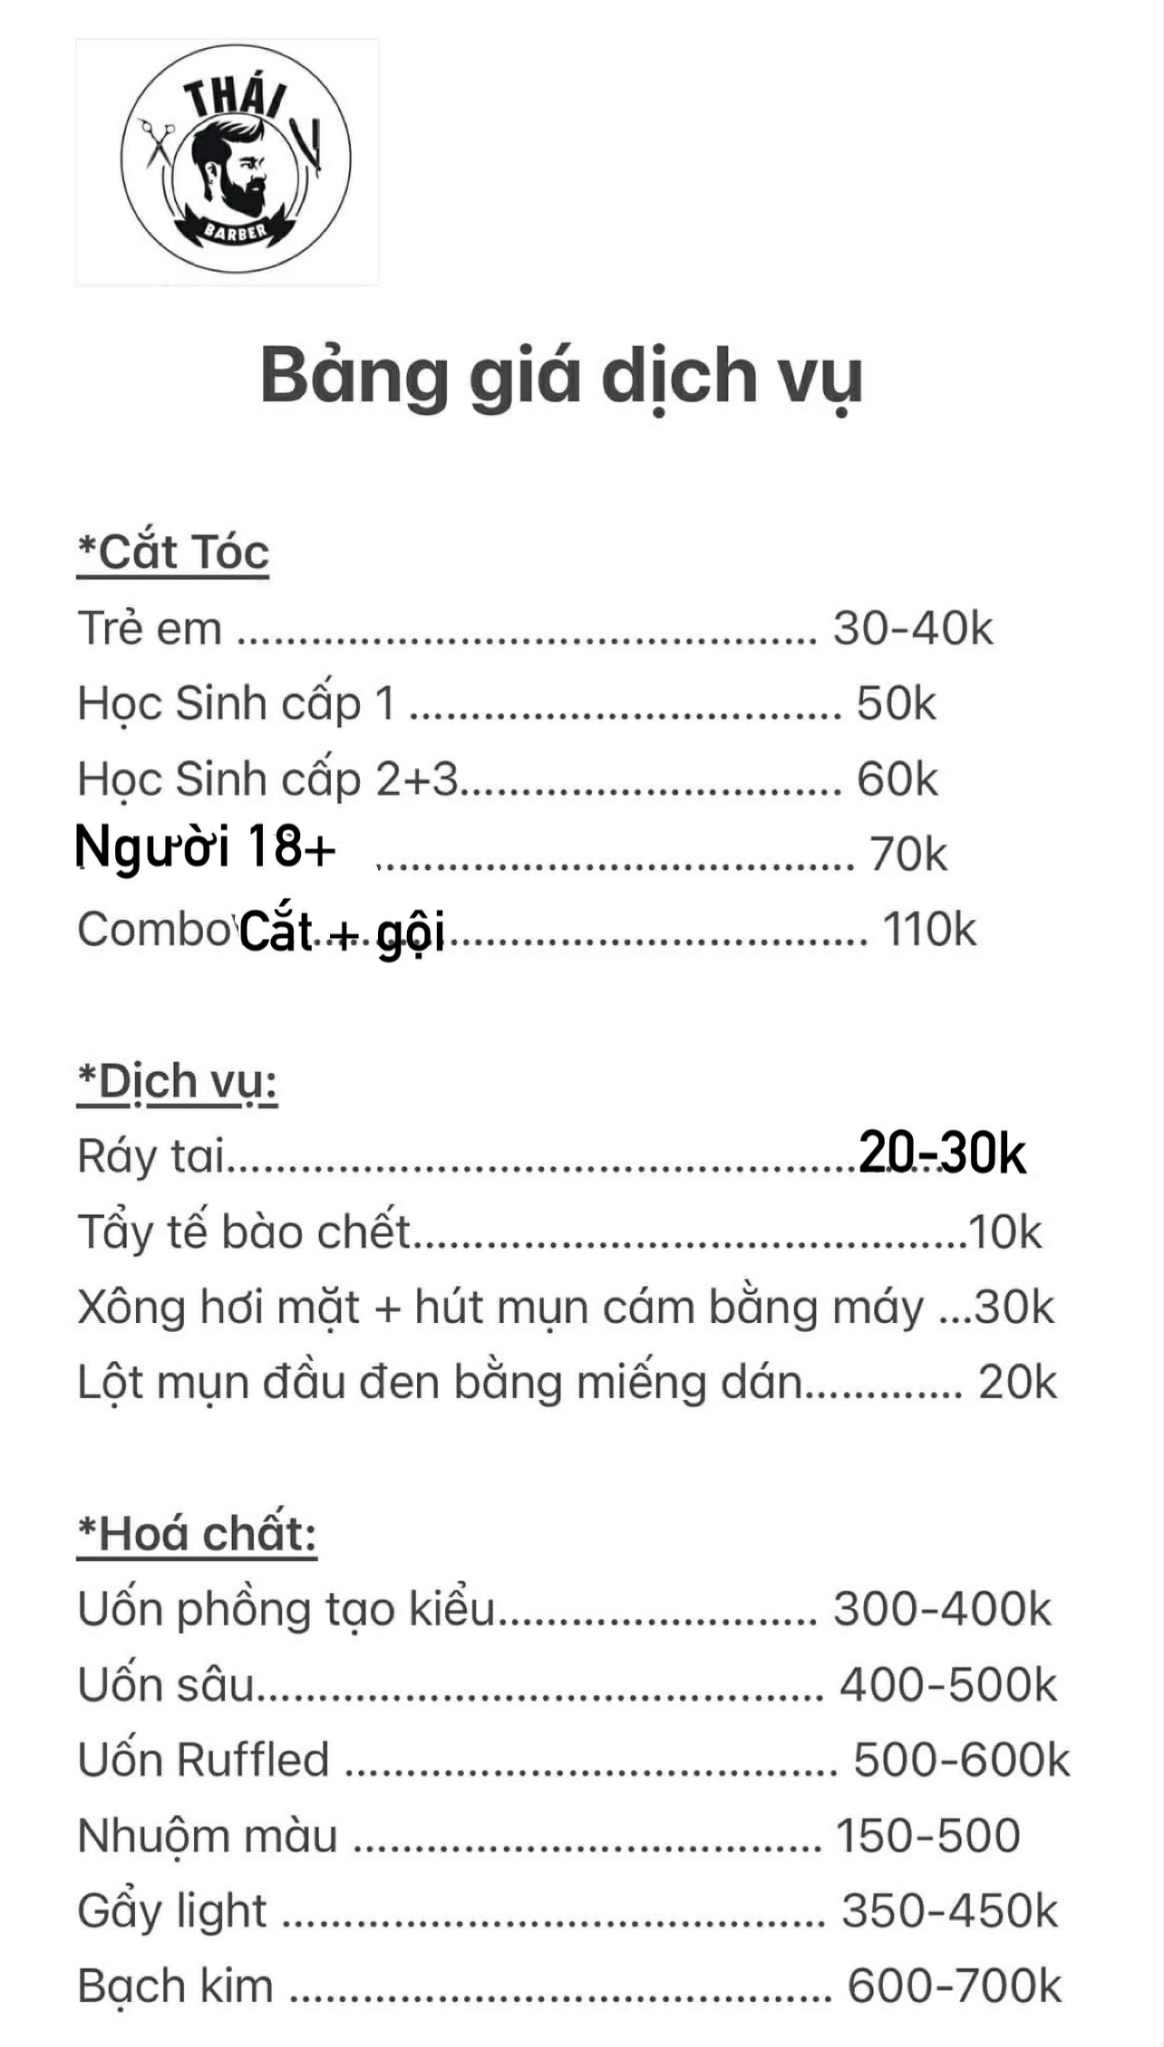 THÁI
BARBER
Bảng giá dịch vụ
*Cắt Tóc
Trẻ em ................................................ 30-40k
Học Sinh cấp 1 .................................... 50k
Học Sinh cấp 2+3................................ 60k
Người 18+ ........................................ 70k
Combo Cắt + gội................................... 110k
*Dịch vụ:
Ráy tai....................................................20-30k
Tẩy tế bào chết..............................................10k
Xông hơi mặt + hút mụn cám bằng máy ...30k
Lột mụn đầu đen bằng miếng dán............. 20k
*Hoá chất:
Uốn phồng tạo kiểu.......................... 300-400k
Uốn sâu............................................... 400-500k
Uốn Ruffled ......................................... 500-600k
Nhuộm màu ....................................... 150-500
Gẩy light ............................................. 350-450k
Bạch kim ............................................. 600-700k